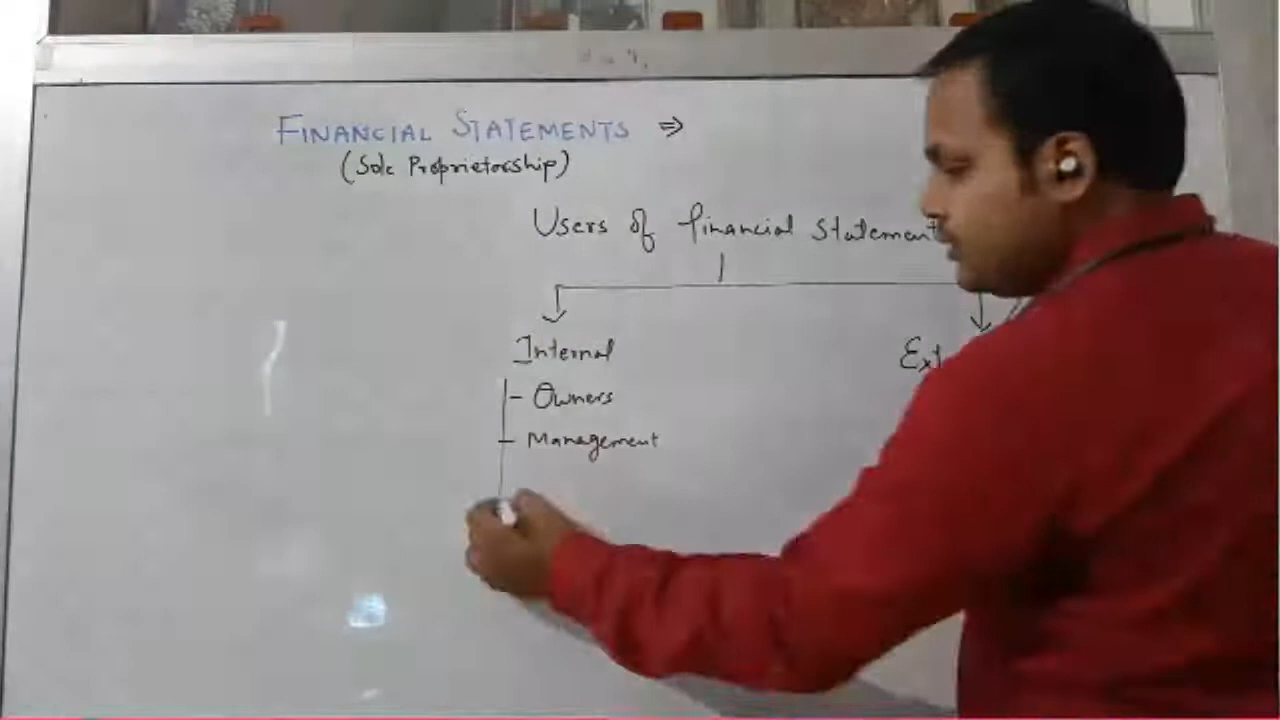 FINANCIAL STATEMENTS ⇒
(Sole Proprietorship)
Users of financial Statement
Internal
Ext
- Owners
- Management